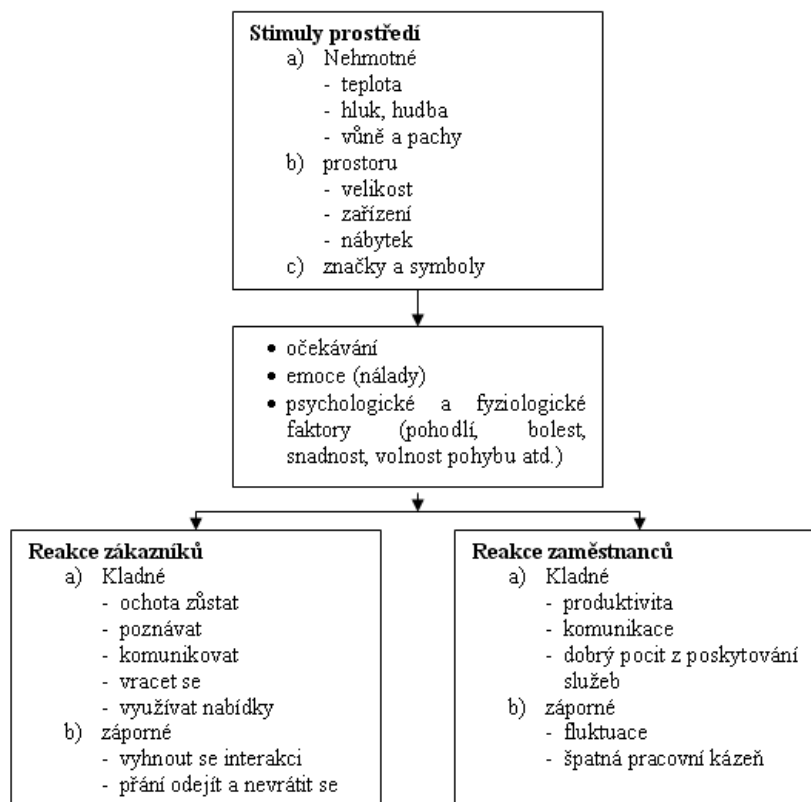 Stimuly prostředí
a) Nehmotné
- teplota
- hluk, hudba
- vůně a pachy
b) prostoru
- velikost
- zařízení
- nábytek
c) značky a symboly
• očekávání
• emoce (nálady)
• psychologické a fyziologické
faktory (pohodlí, bolest,
snadnost, volnost pohybu atd.)
Reakce zákazníků
a) Kladné
- ochota zůstat
- poznávat
- komunikovat
- vracet se
- využívat nabídky
b) záporné
- vyhnout se interakci
- přání odejít a nevrátit se
Reakce zaměstnanců
a) Kladné
- produktivita
- komunikace
- dobrý pocit z poskytování
služeb
b) záporné
- fluktuace
- špatná pracovní kázeň